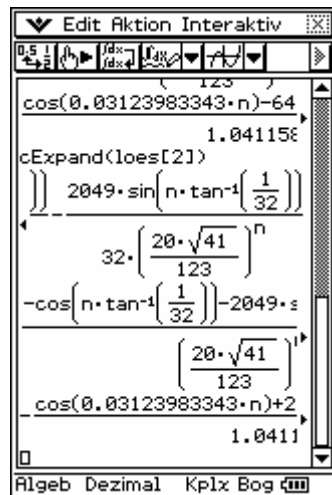 Edit Aktion Interaktiv
123
cos(0.03123983343·n)-64
1.041158
cExpand(loes[2])
)) 2049·sin(n·tan⁻¹(1/32))
32·(20·√41/123)ⁿ
-cos(n·tan⁻¹(1/32))-2049·s
(20·√41/123)
-cos(0.03123983343·n)+2
1.0411
Algeb Dezimal Kplx Bog